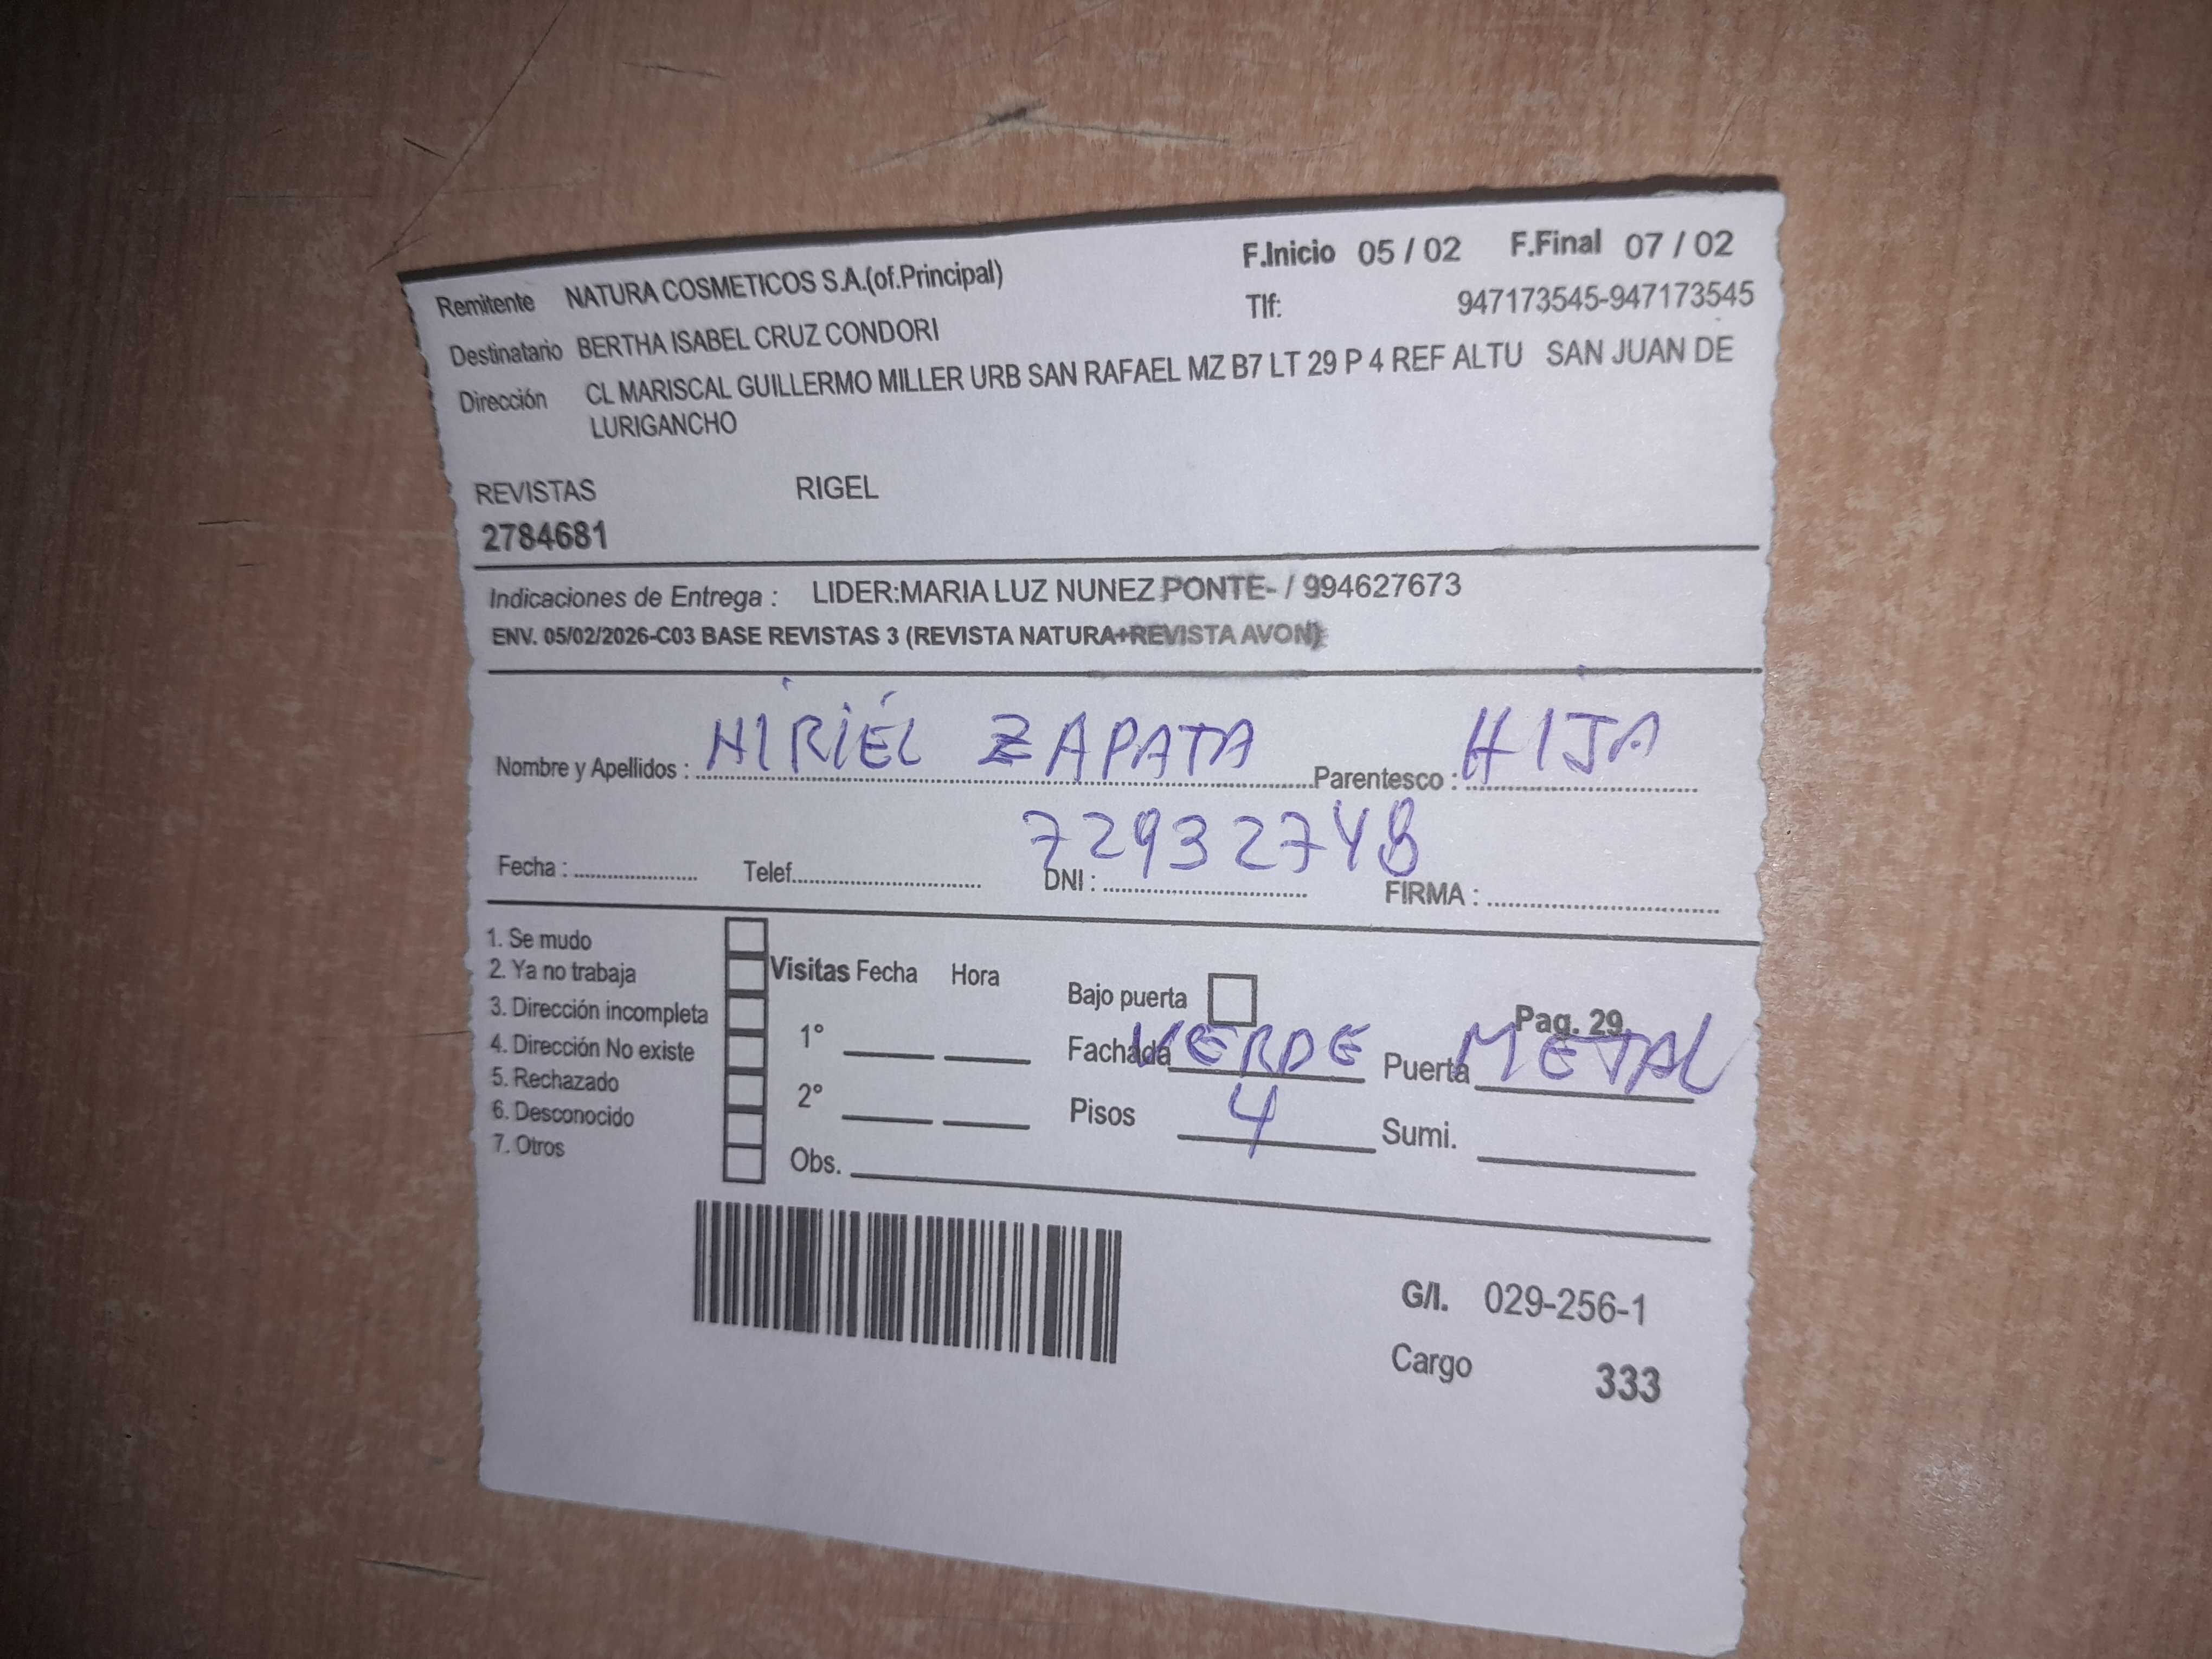 F.Inicio 05 / 02 F.Final 07 / 02
Remitente NATURA COSMETICOS S.A.(of.Principal)
Tlf: 947173545-947173545
Destinatario BERTHA ISABEL CRUZ CONDORI
Dirección CL MARISCAL GUILLERMO MILLER URB SAN RAFAEL MZ B7 LT 29 P 4 REF ALTU SAN JUAN DE
LURIGANCHO
REVISTAS RIGEL
2784681
Indicaciones de Entrega : LIDER:MARIA LUZ NUNEZ PONTE- / 994627673
ENV. 05/02/2026-C03 BASE REVISTAS 3 (REVISTA NATURA+REVISTA AVON)
Nombre y Apellidos : ZAPATA Parentesco : HIJA
Fecha : Telef. DNI : 72932748 FIRMA :
1. Se mudo
2. Ya no trabaja
3. Dirección incompleta
4. Dirección No existe
5. Rechazado
6. Desconocido
7. Otros
Visitas Fecha Hora
1°
2°
Obs.
Bajo puerta
Pag. 29
Fachada VERDE Puerta METAL
Pisos 4 Sumi.
G/I. 029-256-1
Cargo 333